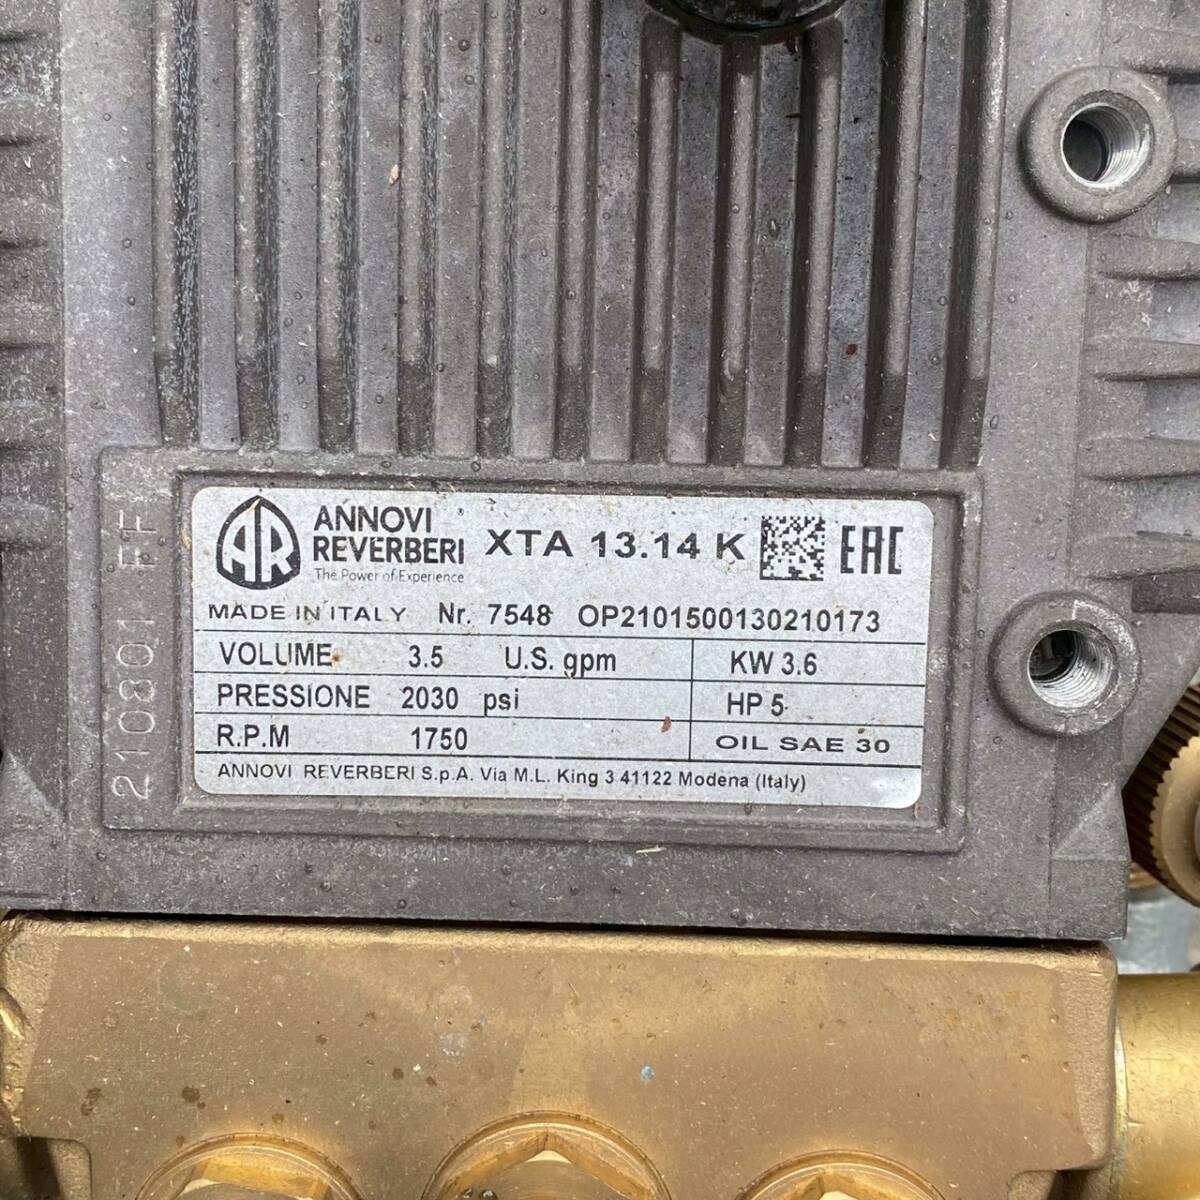 AR ANNOVI REVERBERI
The Power of Experience
XTA 13.14 K
EAC
MADE IN ITALY Nr. 7548 OP2101500130210173
VOLUME 3.5 U.S. gpm KW 3.6
PRESSIONE 2030 psi HP 5
R.P.M 1750 OIL SAE 30
ANNOVI REVERBERI S.p.A. Via M.L. King 3 41122 Modena (Italy)
210801 FF